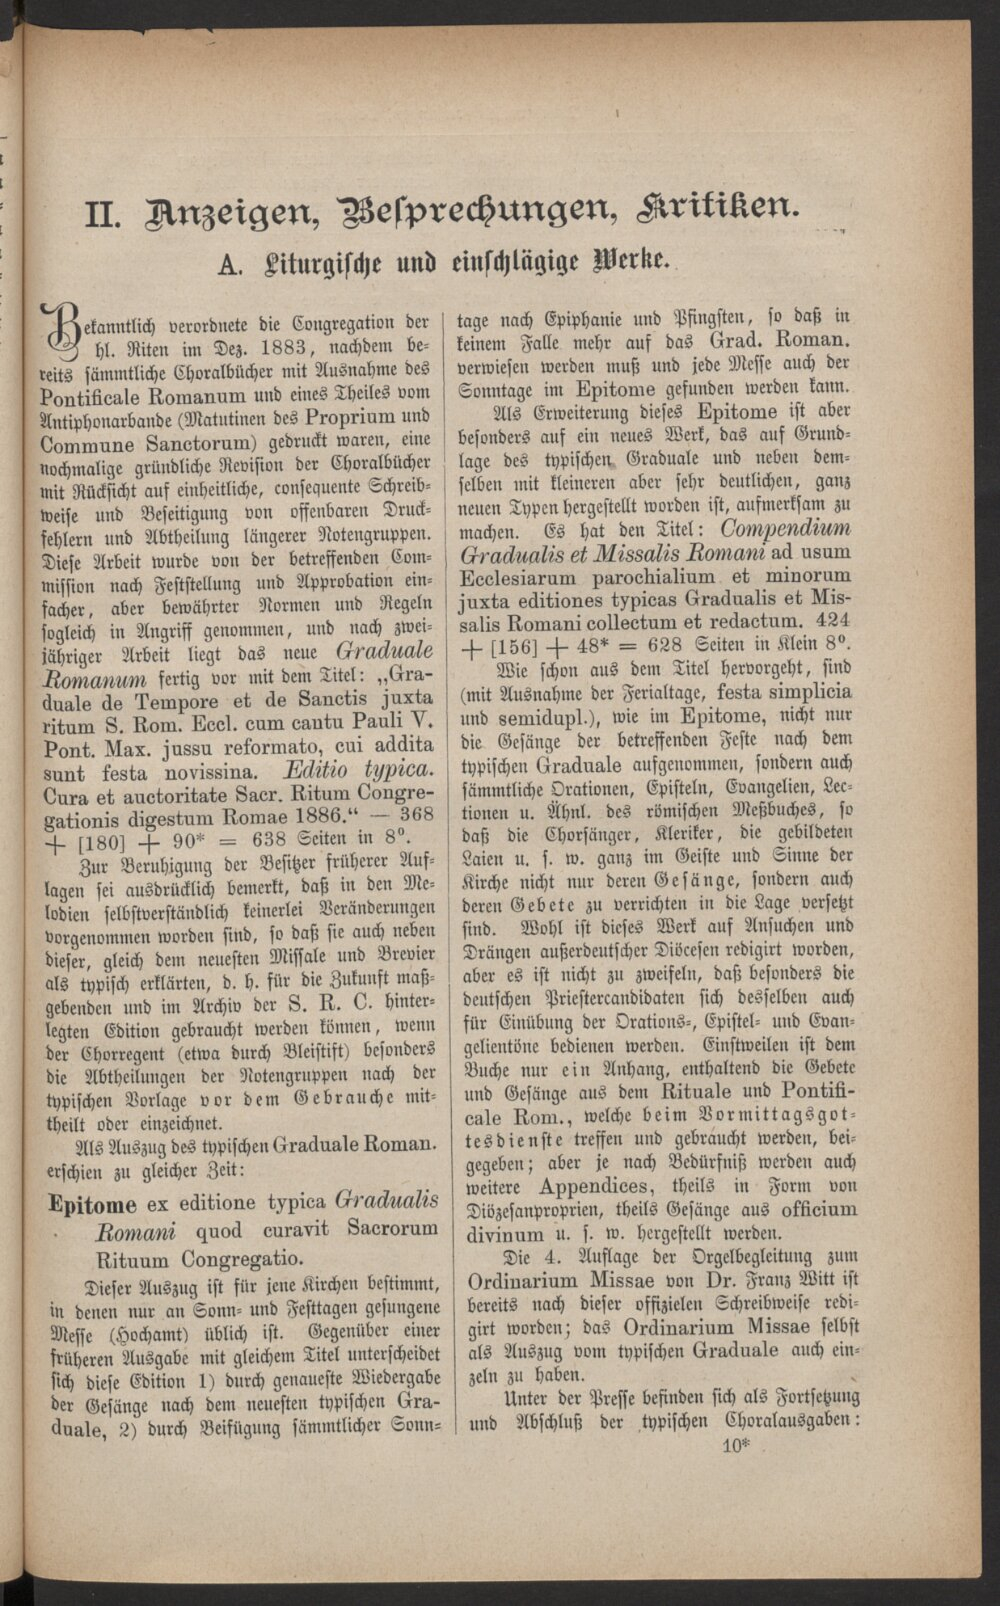 II. Anzeigen, Besprechungen, Kritiken.
A. Liturgische und einschlägige Werke.
Bekanntlich verordnete die Congregation der
hl. Riten im Dez. 1883, nachdem be-
reits sämmtliche Choralbücher mit Ausnahme des
Pontificale Romanum und eines Theiles vom
Antiphonarbande (Matutinen des Proprium und
Commune Sanctorum) gedruckt waren, eine
nochmalige gründliche Revision der Choralbücher
mit Rücksicht auf einheitliche, consequente Schreib-
weise und Beseitigung von offenbaren Druck-
fehlern und Abtheilung längerer Notengruppen.
Diese Arbeit wurde von der betreffenden Com-
mission nach Feststellung und Approbation ein-
facher, aber bewährter Normen und Regeln
sogleich in Angriff genommen, und nach zwei-
jähriger Arbeit liegt das neue Graduale
Romanum fertig vor mit dem Titel: „Gra-
duale de Tempore et de Sanctis juxta
ritum S. Rom. Eccl. cum cantu Pauli V.
Pont. Max. jussu reformato, cui addita
sunt festa novissina. Editio typica.
Cura et auctoritate Sacr. Ritum Congre-
gationis digestum Romae 1886.“ — 368
+ [180] + 90* = 638 Seiten in 8⁰.
Zur Beruhigung der Besitzer früherer Auf-
lagen sei ausdrücklich bemerkt, daß in den Me-
lodien selbstverständlich keinerlei Veränderungen
vorgenommen worden sind, so daß sie auch neben
dieser, gleich dem neuesten Missale und Brevier
als typisch erklärten, d. h. für die Zukunft maß-
gebenden und im Archiv der S. R. C. hinter-
legten Edition gebraucht werden können, wenn
der Chorregent (etwa durch Bleistift) besonders
die Abtheilungen der Notengruppen nach der
typischen Vorlage vor dem Gebrauche mit-
theilt oder einzeichnet.
Als Auszug des typischen Graduale Roman.
erschien zu gleicher Zeit:
Epitome ex editione typica Gradualis
Romani quod curavit Sacrorum
Rituum Congregatio.
Dieser Auszug ist für jene Kirchen bestimmt,
in denen nur an Sonn- und Festtagen gesungene
Messe (Hochamt) üblich ist. Gegenüber einer
früheren Ausgabe mit gleichem Titel unterscheidet
sich diese Edition 1) durch genaueste Wiedergabe
der Gesänge nach dem neuesten typischen Gra-
duale, 2) durch Beifügung sämmtlicher Sonn-
tage nach Epiphanie und Pfingsten, so daß in
keinem Falle mehr auf das Grad. Roman.
verwiesen werden muß und jede Messe auch der
Sonntage im Epitome gefunden werden kann.
Als Erweiterung dieses Epitome ist aber
besonders auf ein neues Werk, das auf Grund-
lage des typischen Graduale und neben dem-
selben mit kleineren aber sehr deutlichen, ganz
neuen Typen hergestellt worden ist, aufmerksam zu
machen. Es hat den Titel: Compendium
Gradualis et Missalis Romani ad usum
Ecclesiarum parochialium et minorum
juxta editiones typicas Gradualis et Mis-
salis Romani collectum et redactum. 424
+ [156] + 48* = 628 Seiten in Klein 8⁰.
Wie schon aus dem Titel hervorgeht, sind
(mit Ausnahme der Ferialtage, festa simplicia
und semidupl.), wie im Epitome, nicht nur
die Gesänge der betreffenden Feste nach dem
typischen Graduale aufgenommen, sondern auch
sämmtliche Orationen, Episteln, Evangelien, Lec-
tionen u. Ähnl. des römischen Meßbuches, so
daß die Chorsänger, Kleriker, die gebildeten
Laien u. s. w. ganz im Geiste und Sinne der
Kirche nicht nur deren Gesänge, sondern auch
deren Gebete zu verrichten in die Lage versetzt
sind. Wohl ist dieses Werk auf Ansuchen und
Drängen außerdeutscher Diöcesen redigirt worden,
aber es ist nicht zu zweifeln, daß besonders die
deutschen Priestercandidaten sich desselben auch
für Einübung der Orations-, Epistel- und Evan-
gelientöne bedienen werden. Einstweilen ist dem
Buche nur ein Anhang, enthaltend die Gebete
und Gesänge aus dem Rituale und Pontifi-
cale Rom., welche beim Vormittagsgot-
tesdienste treffen und gebraucht werden, bei-
gegeben; aber je nach Bedürfniß werden auch
weitere Appendices, theils in Form von
Diözesanproprien, theils Gesänge aus officium
divinum u. s. w. hergestellt werden.
Die 4. Auflage der Orgelbegleitung zum
Ordinarium Missae von Dr. Franz Witt ist
bereits nach dieser offizielen Schreibweise redi-
girt worden; das Ordinarium Missae selbst
als Auszug vom typischen Graduale auch ein-
zeln zu haben.
Unter der Presse befinden sich als Fortsetzung
und Abschluß der typischen Choralausgaben:
10*